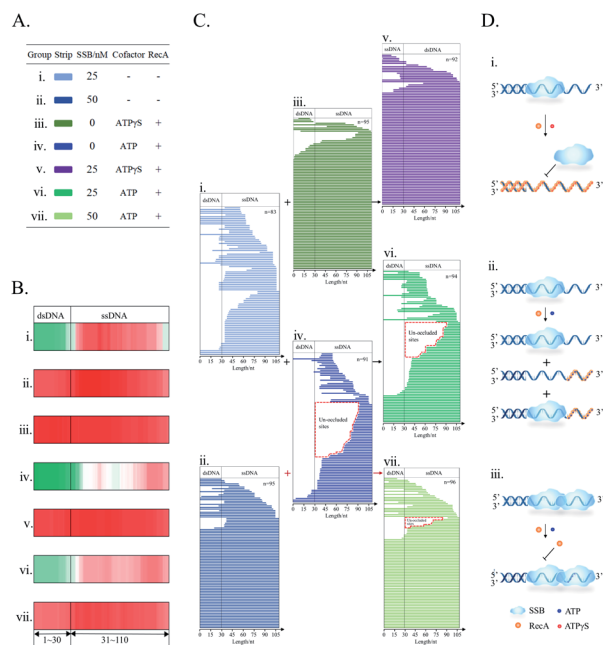 A.
Group Strip SSB/nM Cofactor RecA
i. 25 - -
ii. 50 - -
iii. 0 ATPγS +
iv. 0 ATP +
v. 25 ATPγS +
vi. 25 ATP +
vii. 50 ATP +
B.
dsDNA ssDNA
i.
ii.
iii.
iv.
v.
vi.
vii.
1~30 31~110
C.
i.
dsDNA ssDNA
n=83
0 15 30 45 60 75 90 105
Length/nt
ii.
dsDNA ssDNA
n=95
0 15 30 45 60 75 90 105
Length/nt
+
iii.
dsDNA ssDNA
n=95
0 15 30 45 60 75 90 105
Length/nt
+
iv.
dsDNA ssDNA
n=91
Un-occluded
sites
0 15 30 45 60 75 90 105
Length/nt
+
v.
ssDNA dsDNA
n=92
0 15 30 45 60 75 90 105
Length/nt
vi.
dsDNA ssDNA
n=94
Un-occluded
sites
0 15 30 45 60 75 90 105
Length/nt
vii.
dsDNA ssDNA
n=96
Un-occluded
sites
0 15 30 45 60 75 90 105
Length/nt
D.
i.
5' 3'
3'
ii.
5' 3'
3'
5' 3'
3'
+
5' 3'
3'
+
5' 3'
3'
iii.
5' 3'
3'
5' 3'
3'
SSB ATP
RecA ATPγS